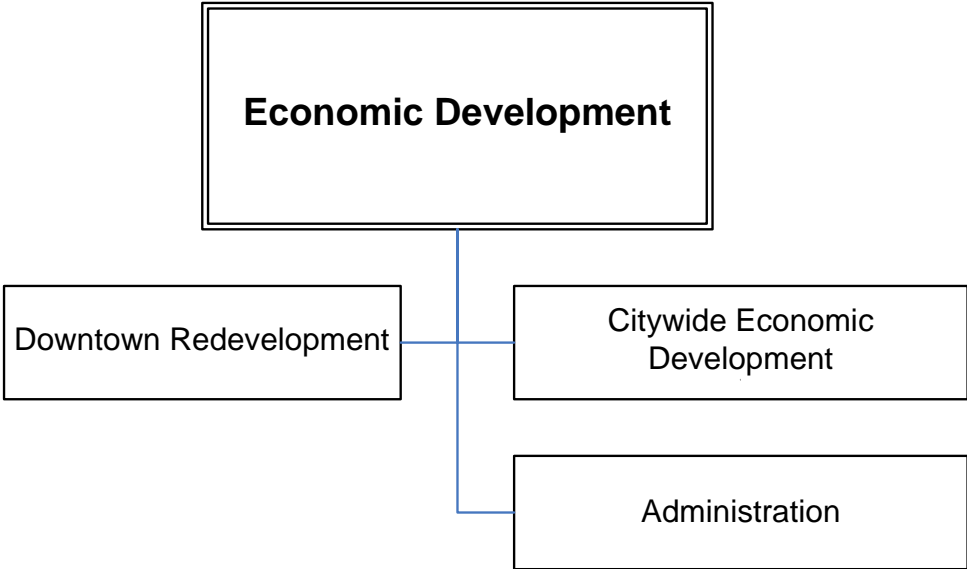 Economic Development
Downtown Redevelopment
Citywide Economic
Development
Administration